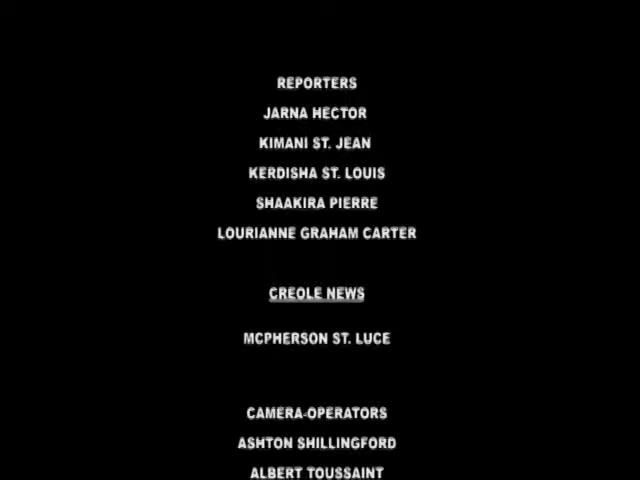 REPORTERS
JARNA HECTOR
KIMANI ST. JEAN
KERDISHA ST. LOUIS
SHAAKIRA PIERRE
LOURIANNE GRAHAM CARTER
CREOLE NEWS
MCPHERSON ST. LUCE
CAMERA-OPERATORS
ASHTON SHILLINGFORD
ALBERT TOUSSAINT